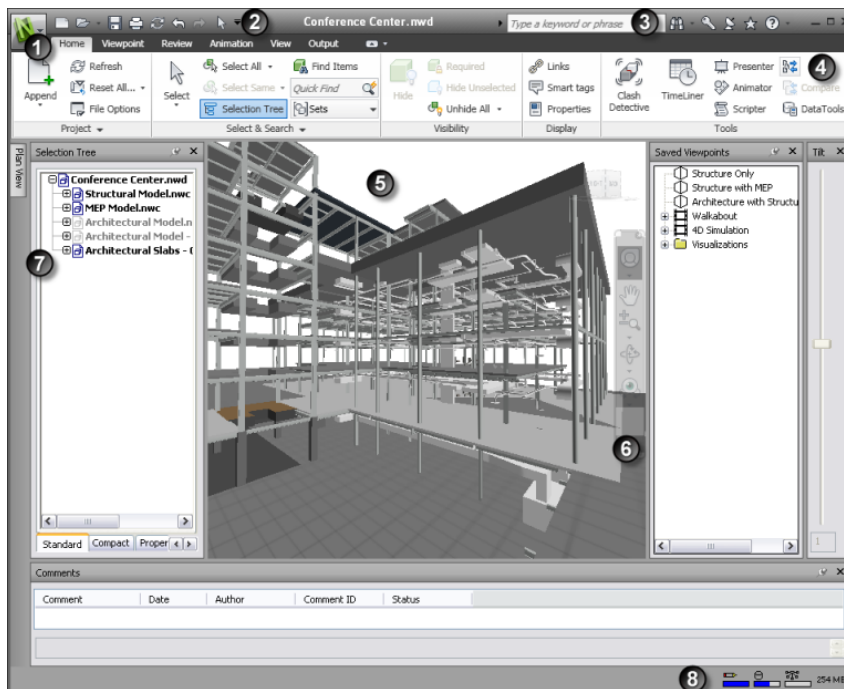 2 Conference Center.nwd Type a keyword or phrase 3
1 Home Viewpoint Review Animation View Output
Append
Refresh
Reset All...
File Options
Project
Select
Select All
Select Same
Selection Tree
Find Items
Quick Find
Sets
Select & Search
Hide
Required
Hide Unselected
Unhide All
Visibility
Links
Smart tags
Properties
Display
Clash Detective
TimeLiner
Presenter
Animator
Scripter
4
Compare
DataTools
Tools
Plan View
Selection Tree
Conference Center.nwd
Structural Model.nwc
MEP Model.nwc
Architectural Model.n
Architectural Model -
Architectural Slabs - (
7
Standard Compact Proper
5
6
Saved Viewpoints
Structure Only
Structure with MEP
Architecture with Structu
Walkabout
4D Simulation
Visualizations
Tilt
1
Comments
Comment Date Author Comment ID Status
8 254 MB